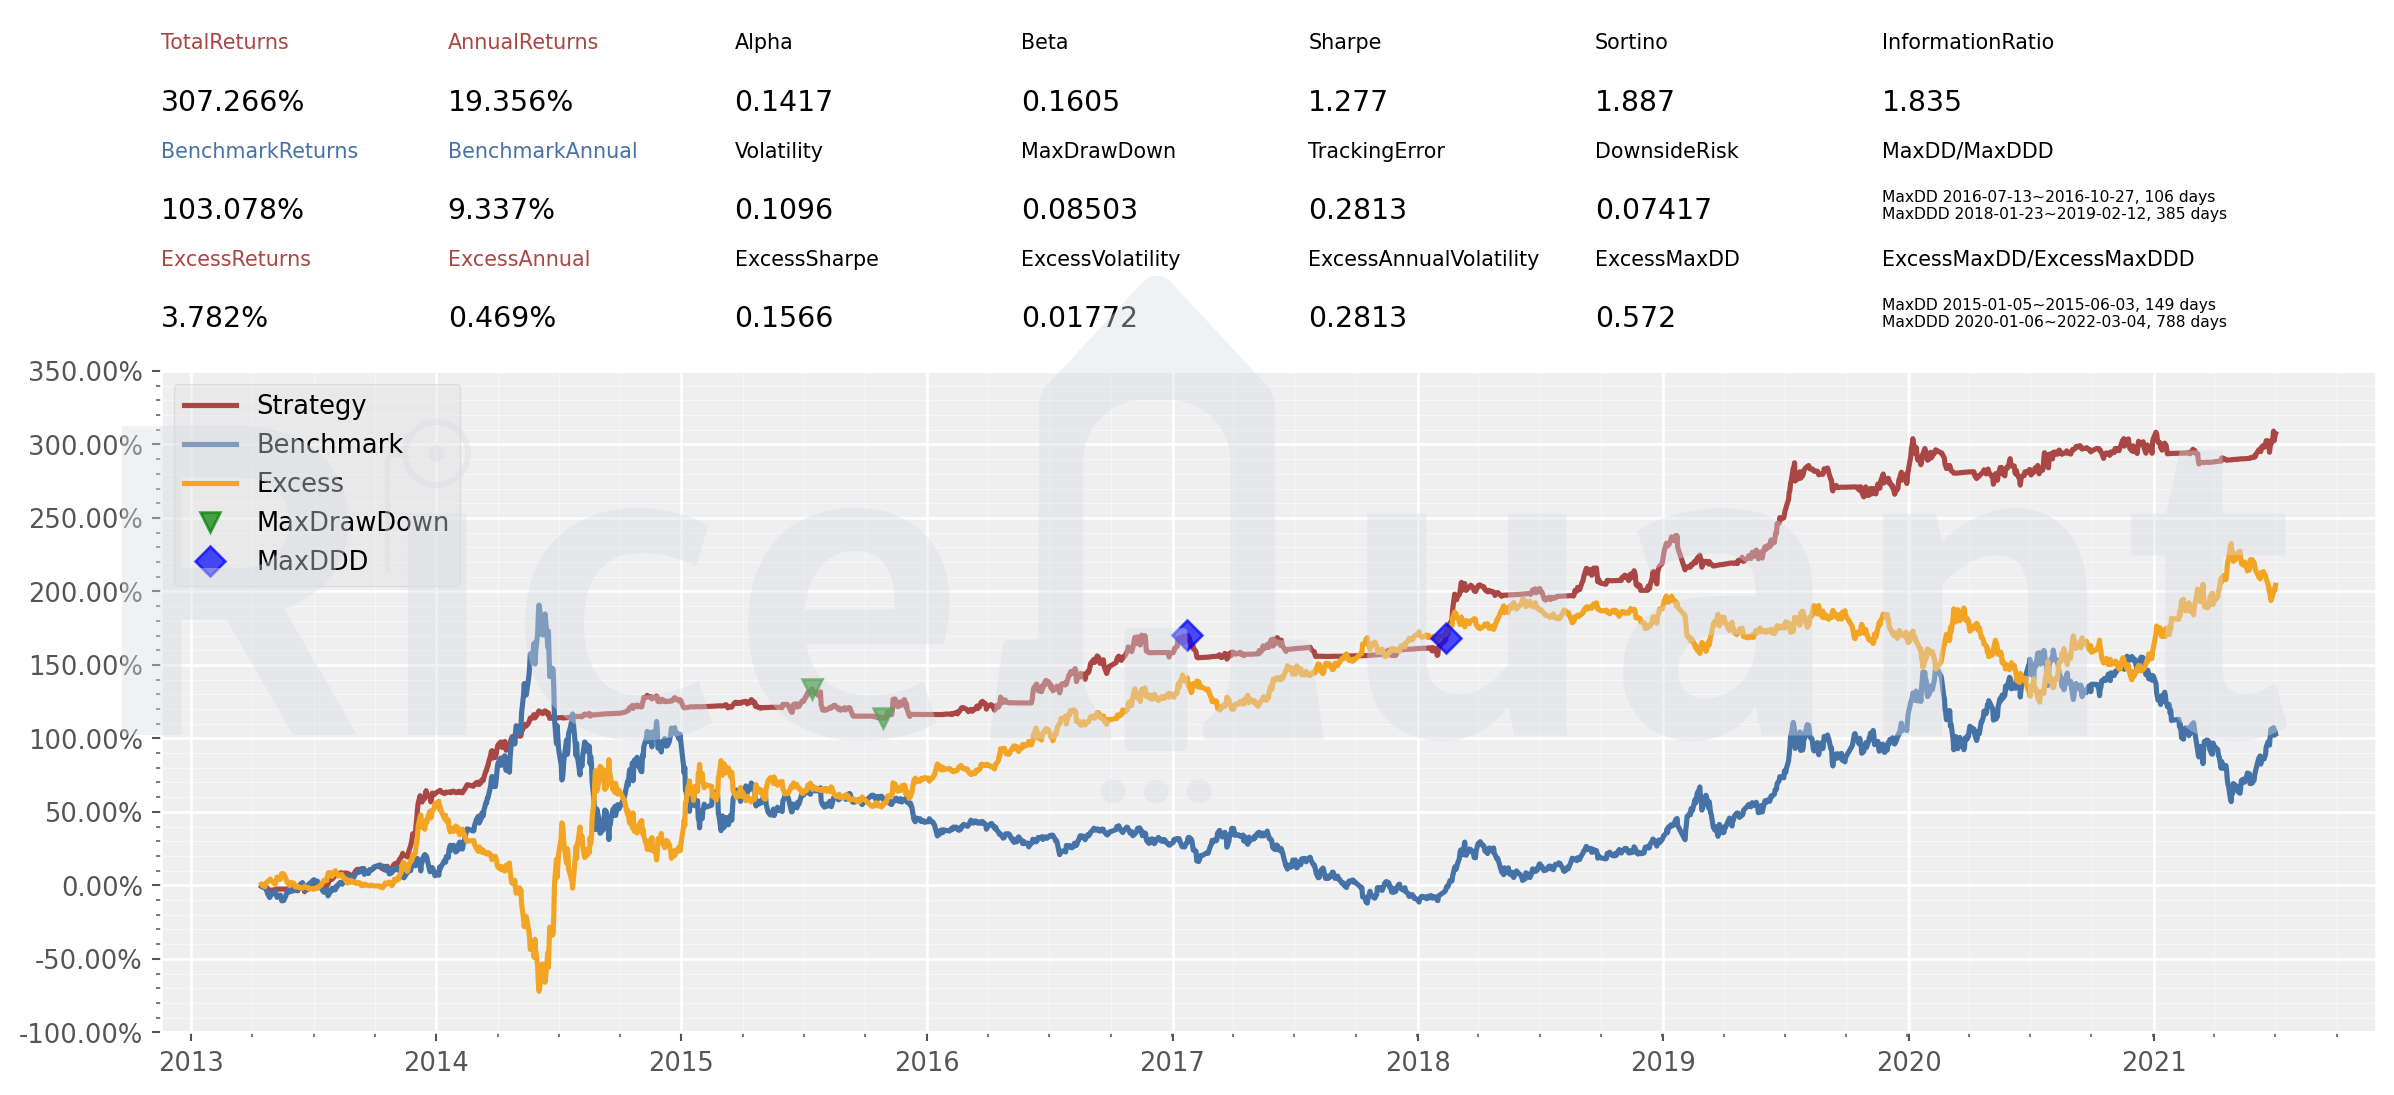 TotalReturns AnnualReturns Alpha Beta Sharpe Sortino InformationRatio
307.266% 19.356% 0.1417 0.1605 1.277 1.887 1.835
BenchmarkReturns BenchmarkAnnual Volatility MaxDrawDown TrackingError DownsideRisk MaxDD/MaxDDD
103.078% 9.337% 0.1096 0.08503 0.2813 0.07417 MaxDD 2016-07-13~2016-10-27, 106 days
MaxDDD 2018-01-23~2019-02-12, 385 days
ExcessReturns ExcessAnnual ExcessSharpe ExcessVolatility ExcessAnnualVolatility ExcessMaxDD ExcessMaxDD/ExcessMaxDDD
3.782% 0.469% 0.1566 0.01772 0.2813 0.572 MaxDD 2015-01-05~2015-06-03, 149 days
MaxDDD 2020-01-06~2022-03-04, 788 days
350.00%
300.00%
250.00%
200.00%
150.00%
100.00%
50.00%
0.00%
-50.00%
-100.00%
Strategy
Benchmark
Excess
MaxDrawDown
MaxDDD
RiceQuant
2013 2014 2015 2016 2017 2018 2019 2020 2021